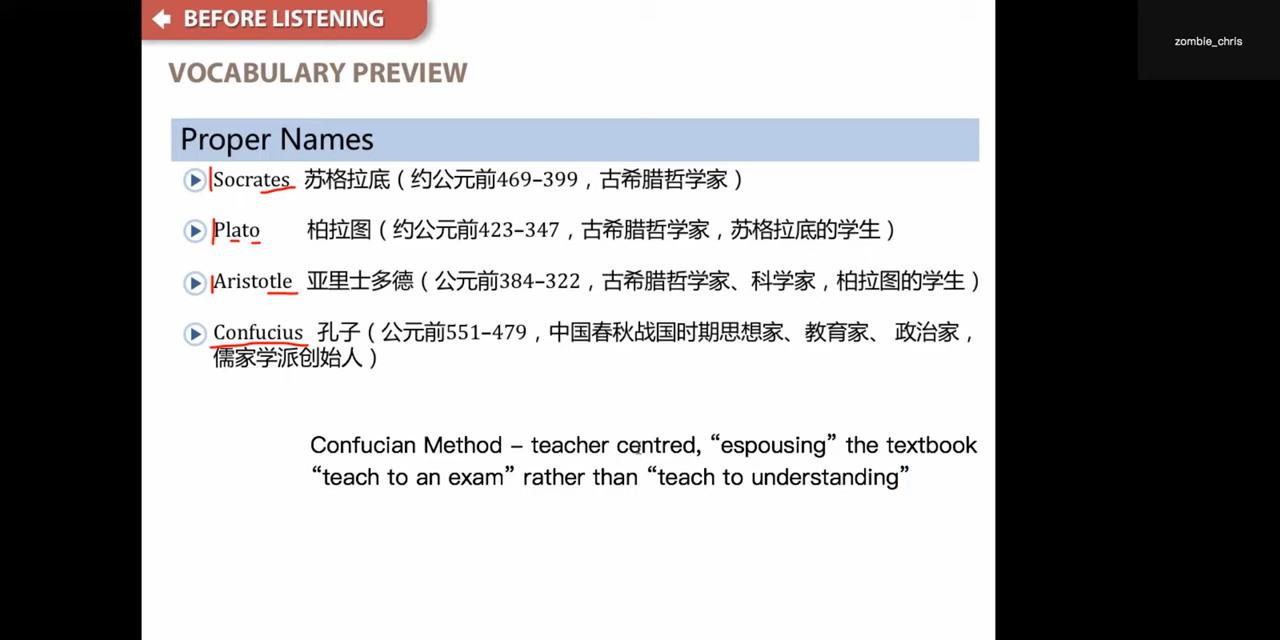 BEFORE LISTENING
zombie_chris
VOCABULARY PREVIEW
Proper Names
Socrates 苏格拉底（约公元前469–399，古希腊哲学家）
Plato 柏拉图（约公元前423–347，古希腊哲学家，苏格拉底的学生）
Aristotle 亚里士多德（公元前384–322，古希腊哲学家、科学家，柏拉图的学生）
Confucius 孔子（公元前551–479，中国春秋战国时期思想家、教育家、 政治家，
儒家学派创始人）
Confucian Method – teacher centred, “espousing” the textbook
“teach to an exam” rather than “teach to understanding”